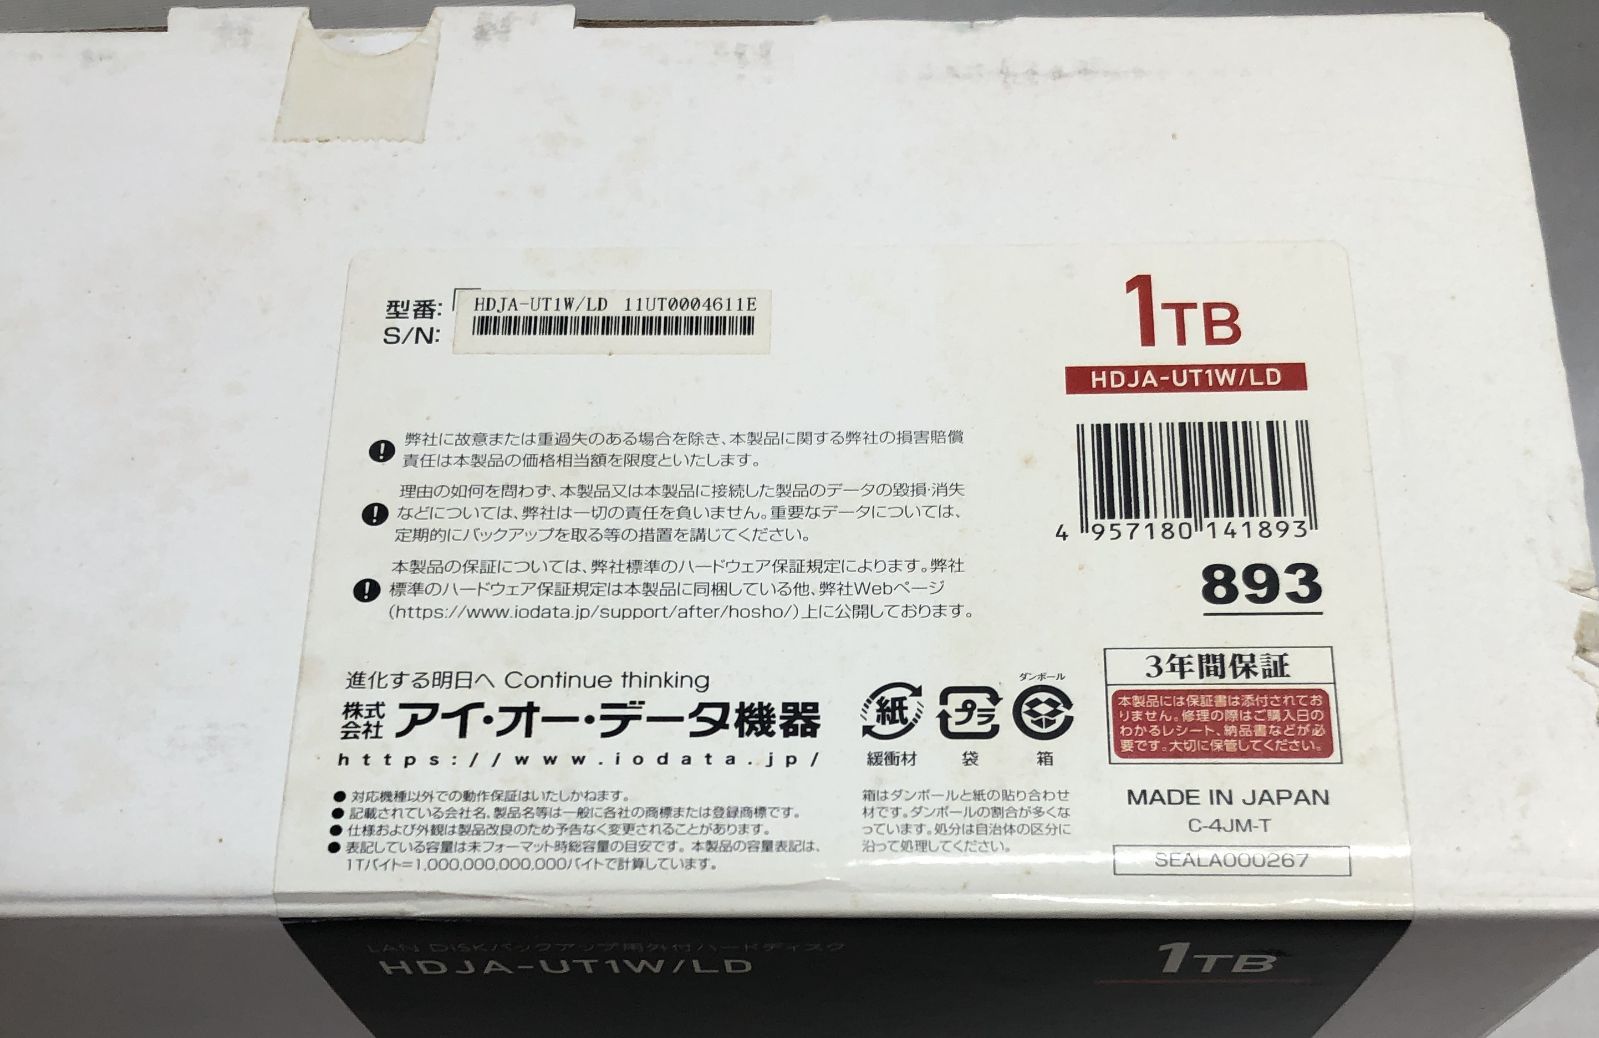 型番:
S/N:
HDJA-UT1W/LD 11UT0004611E
1TB
HDJA-UT1W/LD
弊社に故意または重過失のある場合を除き、本製品に関する弊社の損害賠償
責任は本製品の価格相当額を限度といたします。
理由の如何を問わず、本製品又は本製品に接続した製品のデータの毀損・消失
などについては、弊社は一切の責任を負いません。重要なデータについては、
定期的にバックアップを取る等の措置を講じてください。
本製品の保証については、弊社標準のハードウェア保証規定によります。弊社
標準のハードウェア保証規定は本製品に同梱している他、弊社Webページ
(https://www.iodata.jp/support/after/hosho/)上に公開しております。
4 957180 141893
893
3年間保証
本製品には保証書は添付されてお
りません。修理の際はご購入日の
わかるレシート、納品書などが必
要です。大切に保管してください。
進化する明日へ Continue thinking
株式会社 アイ・オー・データ機器
https://www.iodata.jp/
紙
緩衝材
プラ
袋
ダンボール
箱
●対応機種以外での動作保証はいたしかねます。
●記載されている会社名、製品名等は一般に各社の商標または登録商標です。
●仕様および外観は製品改良のため予告なく変更されることがあります。
●表記している容量は未フォーマット時総容量の目安です。本製品の容量表記は、
1Tバイト=1,000,000,000,000バイトで計算しています。
箱はダンボールと紙の貼り合わせ
材です。ダンボールの割合が多くな
っています。処分は自治体の区分に
沿って処理してください。
MADE IN JAPAN
C-4JM-T
SEALA000267
LAN DISKバックアップ用外付ハードディスク
HDJA-UT1W/LD
1TB